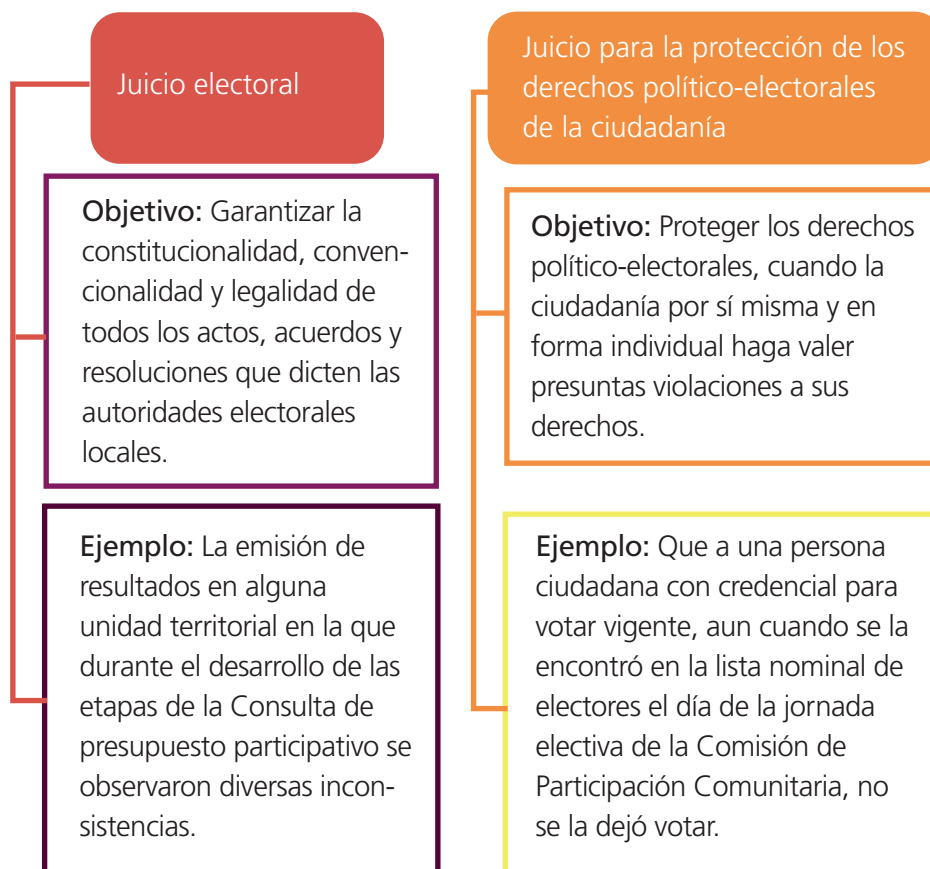 Juicio electoral
Objetivo: Garantizar la
constitucionalidad, conven-
cionalidad y legalidad de
todos los actos, acuerdos y
resoluciones que dicten las
autoridades electorales
locales.
Ejemplo: La emisión de
resultados en alguna
unidad territorial en la que
durante el desarrollo de las
etapas de la Consulta de
presupuesto participativo se
observaron diversas incon-
sistencias.
Juicio para la protección de los
derechos político-electorales
de la ciudadanía
Objetivo: Proteger los derechos
político-electorales, cuando la
ciudadanía por sí misma y en
forma individual haga valer
presuntas violaciones a sus
derechos.
Ejemplo: Que a una persona
ciudadana con credencial para
votar vigente, aun cuando se la
encontró en la lista nominal de
electores el día de la jornada
electiva de la Comisión de
Participación Comunitaria, no
se la dejó votar.